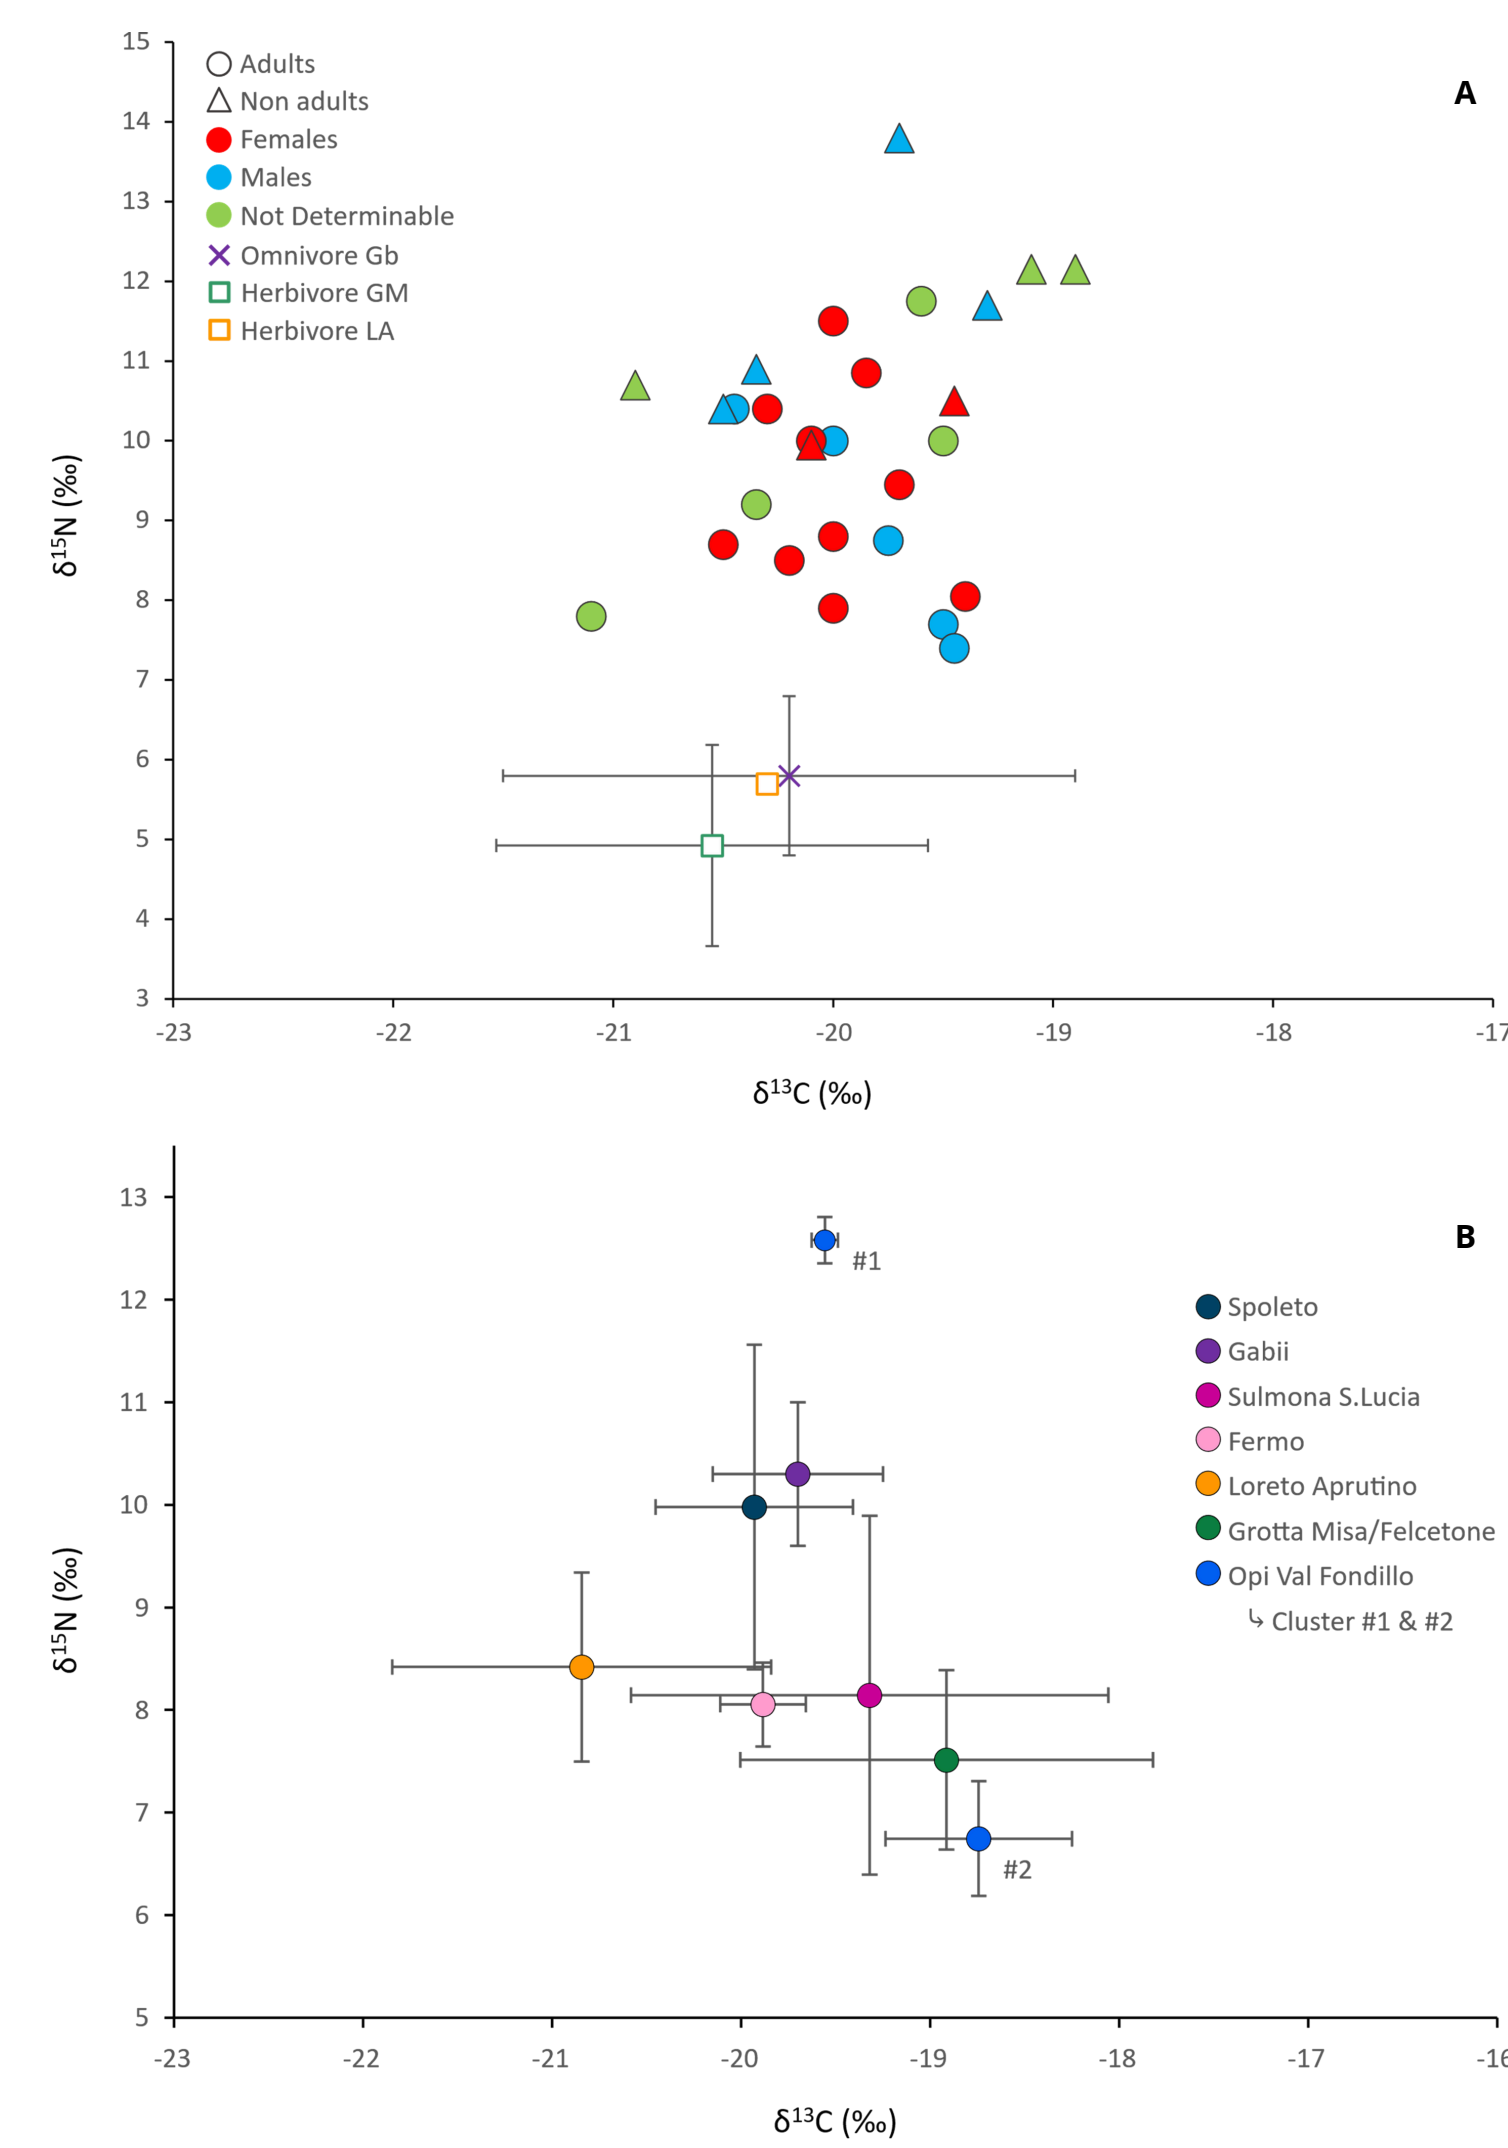 15
14
13
12
11
10
9
8
7
6
5
4
3
Adults
Non adults
Females
Males
Not Determinable
Omnivore Gb
Herbivore GM
Herbivore LA
A
δ¹⁵N (‰)
-23 -22 -21 -20 -19 -18 -17
δ¹³C (‰)
13
12
11
10
9
8
7
6
5
B
#1
#2
Spoleto
Gabii
Sulmona S.Lucia
Fermo
Loreto Aprutino
Grotta Misa/Felcetone
Opi Val Fondillo
↳ Cluster #1 & #2
δ¹⁵N (‰)
-23 -22 -21 -20 -19 -18 -17 -16
δ¹³C (‰)